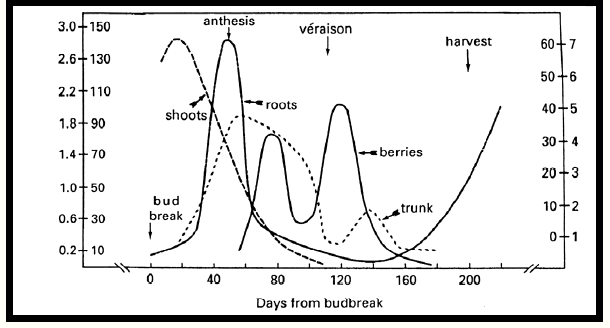 anthesis
véraison
harvest
3.0 150
2.6 130
2.2 110
1.8 90
1.4 70
1.0 50
0.6 30
0.2 10
60 7
50 6
40 5
30 4
20 3
10 2
0 1
roots
shoots
berries
trunk
bud
break
0 40 80 120 160 200
Days from budbreak